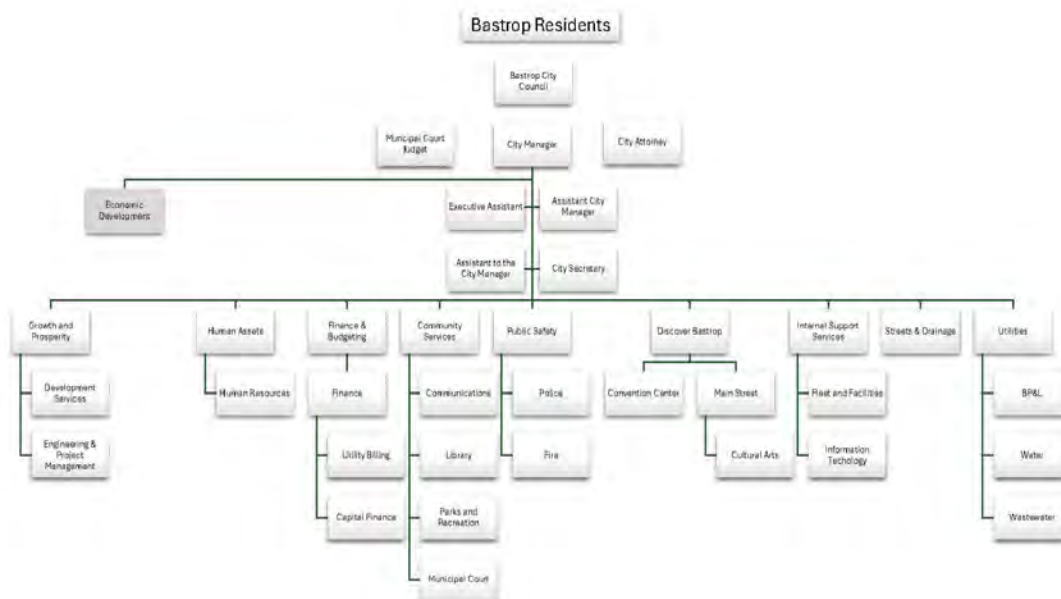 Bastrop Residents
Bastrop City
Council
Municipal Court
Judget
City Manager
City Attorney
Economic
Development
Executive Assistant
Assistant City
Manager
Assistant to the
City Manager
City Secretary
Growth and
Prosperity
Human Assets
Finance &
Budgeting
Community
Services
Public Safety
Discover Bastrop
Internal Support
Services
Streets & Drainage
Utilities
Development
Services
Human Resources
Finance
Communications
Police
Convention Center
Main Street
Fleet and Facilities
BP&L
Engineering &
Project
Management
Utility Billing
Library
Fire
Cultural Arts
Information
Techology
Water
Capital Finance
Parks and
Recreation
Wastewater
Municipal Court